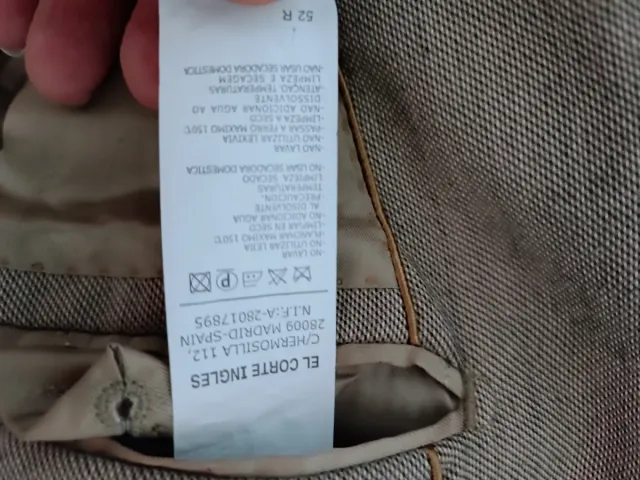 EL CORTE INGLES
C/HERMOSILLA 112,
28009 MADRID-SPAIN
N.I.F.:A-28017895
P
-NO LAVAR
-NO UTILIZAR LEJIA
-PLANCHAR MAXIMO 150°C
-LIMPIAR EN SECO
-NO ADICIONAR AGUA
AL DISOLVENTE
PRECAUCION.
TEMPERATURAS
LIMPIEZA SECADO
-NO USAR SECADORA DOMESTICA
-NAO LAVAR
-NAO UTILIZAR LEXIVIA
-PASSAR A FERRO MAXIMO 150°C
-LIMPEZA A SECO
-NAO ADICIONAR AGUA AO
DISSOLVENTE
-ATENÇAO, TEMPERATURAS
LIMPEZA E SECAGEM
-NAO USAR SECADORA DOMESTICA
52 R